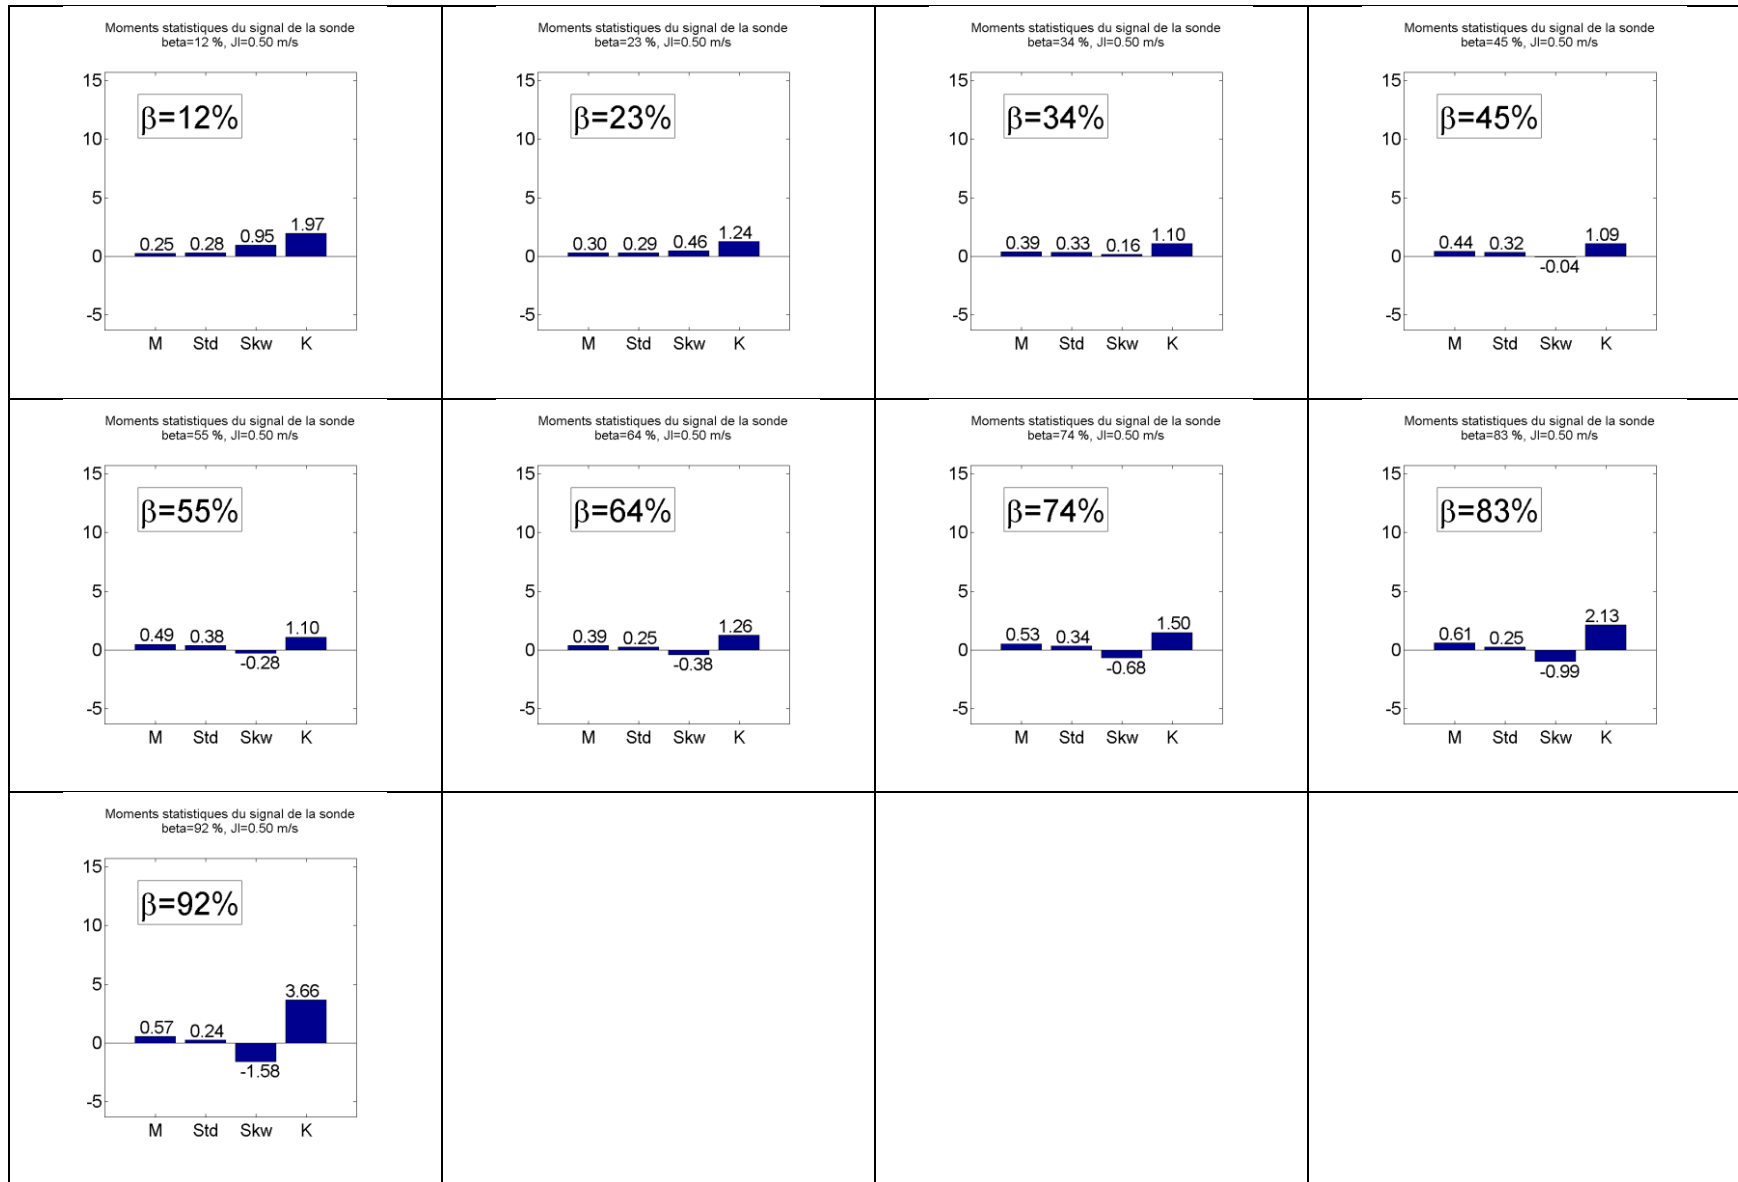 Moments statistiques du signal de la sonde
beta=12 %, Jl=0.50 m/s
15
β=12%
10
5
0.25 0.28 0.95 1.97
0
-5
M Std Skw K
Moments statistiques du signal de la sonde
beta=23 %, Jl=0.50 m/s
15
β=23%
10
5
0.30 0.29 0.46 1.24
0
-5
M Std Skw K
Moments statistiques du signal de la sonde
beta=34 %, Jl=0.50 m/s
15
β=34%
10
5
0.39 0.33 0.16 1.10
0
-5
M Std Skw K
Moments statistiques du signal de la sonde
beta=45 %, Jl=0.50 m/s
15
β=45%
10
5
0.44 0.32 1.09
0
-0.04
-5
M Std Skw K
Moments statistiques du signal de la sonde
beta=55 %, Jl=0.50 m/s
15
β=55%
10
5
0.49 0.38 1.10
0
-0.28
-5
M Std Skw K
Moments statistiques du signal de la sonde
beta=64 %, Jl=0.50 m/s
15
β=64%
10
5
0.39 0.25 1.26
0
-0.38
-5
M Std Skw K
Moments statistiques du signal de la sonde
beta=74 %, Jl=0.50 m/s
15
β=74%
10
5
0.53 0.34 1.50
0
-0.68
-5
M Std Skw K
Moments statistiques du signal de la sonde
beta=83 %, Jl=0.50 m/s
15
β=83%
10
5
0.61 0.25 2.13
0
-0.99
-5
M Std Skw K
Moments statistiques du signal de la sonde
beta=92 %, Jl=0.50 m/s
15
β=92%
10
5
3.66
0.57 0.24
0
-1.58
-5
M Std Skw K